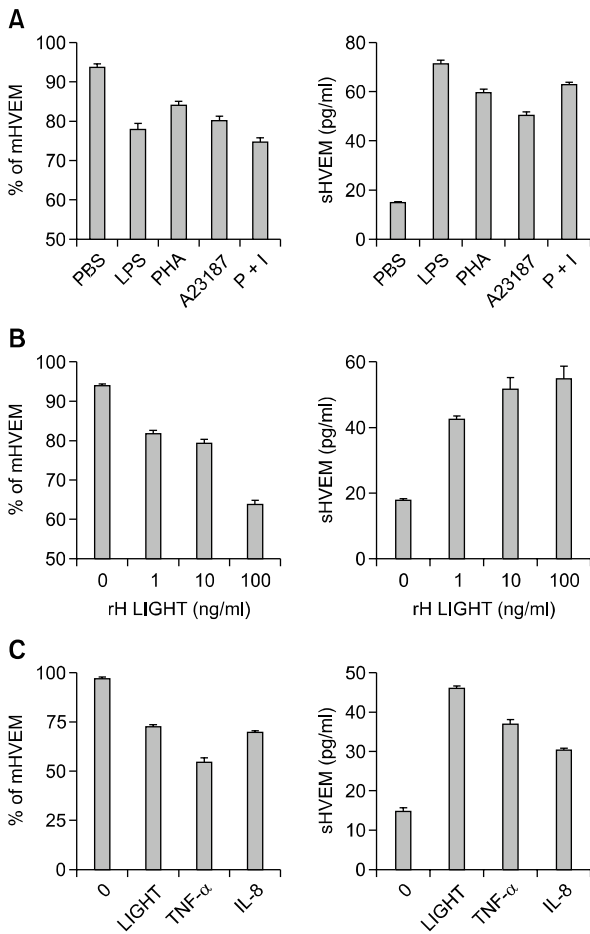 A
% of mHVEM
100
90
80
70
60
50
PBS
LPS
PHA
A23187
P + I
sHVEM (pg/ml)
80
60
40
20
0
PBS
LPS
PHA
A23187
P + I
B
% of mHVEM
100
90
80
70
60
50
0 1 10 100
rH LIGHT (ng/ml)
sHVEM (pg/ml)
60
40
20
0
0 1 10 100
rH LIGHT (ng/ml)
C
% of mHVEM
100
75
50
25
0
0
LIGHT
TNF-α
IL-8
sHVEM (pg/ml)
50
40
30
20
10
0
0
LIGHT
TNF-α
IL-8